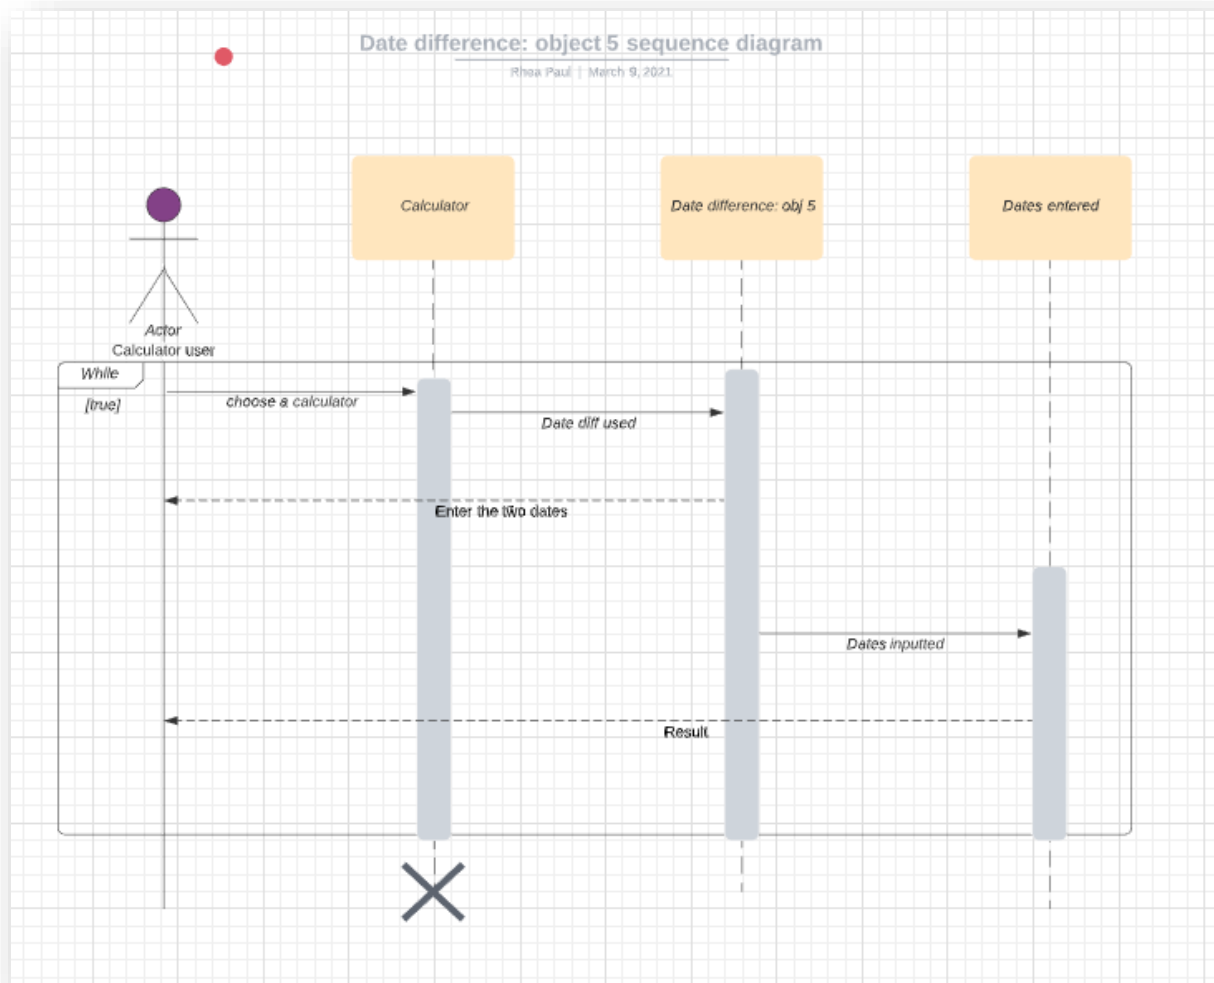 Date difference: object 5 sequence diagram
Rhea Paul | March 9, 2021
Calculator
Date difference: obj 5
Dates entered
Actor
Calculator user
While
[true]
choose a calculator
Date diff used
Enter the two dates
Dates inputted
Result